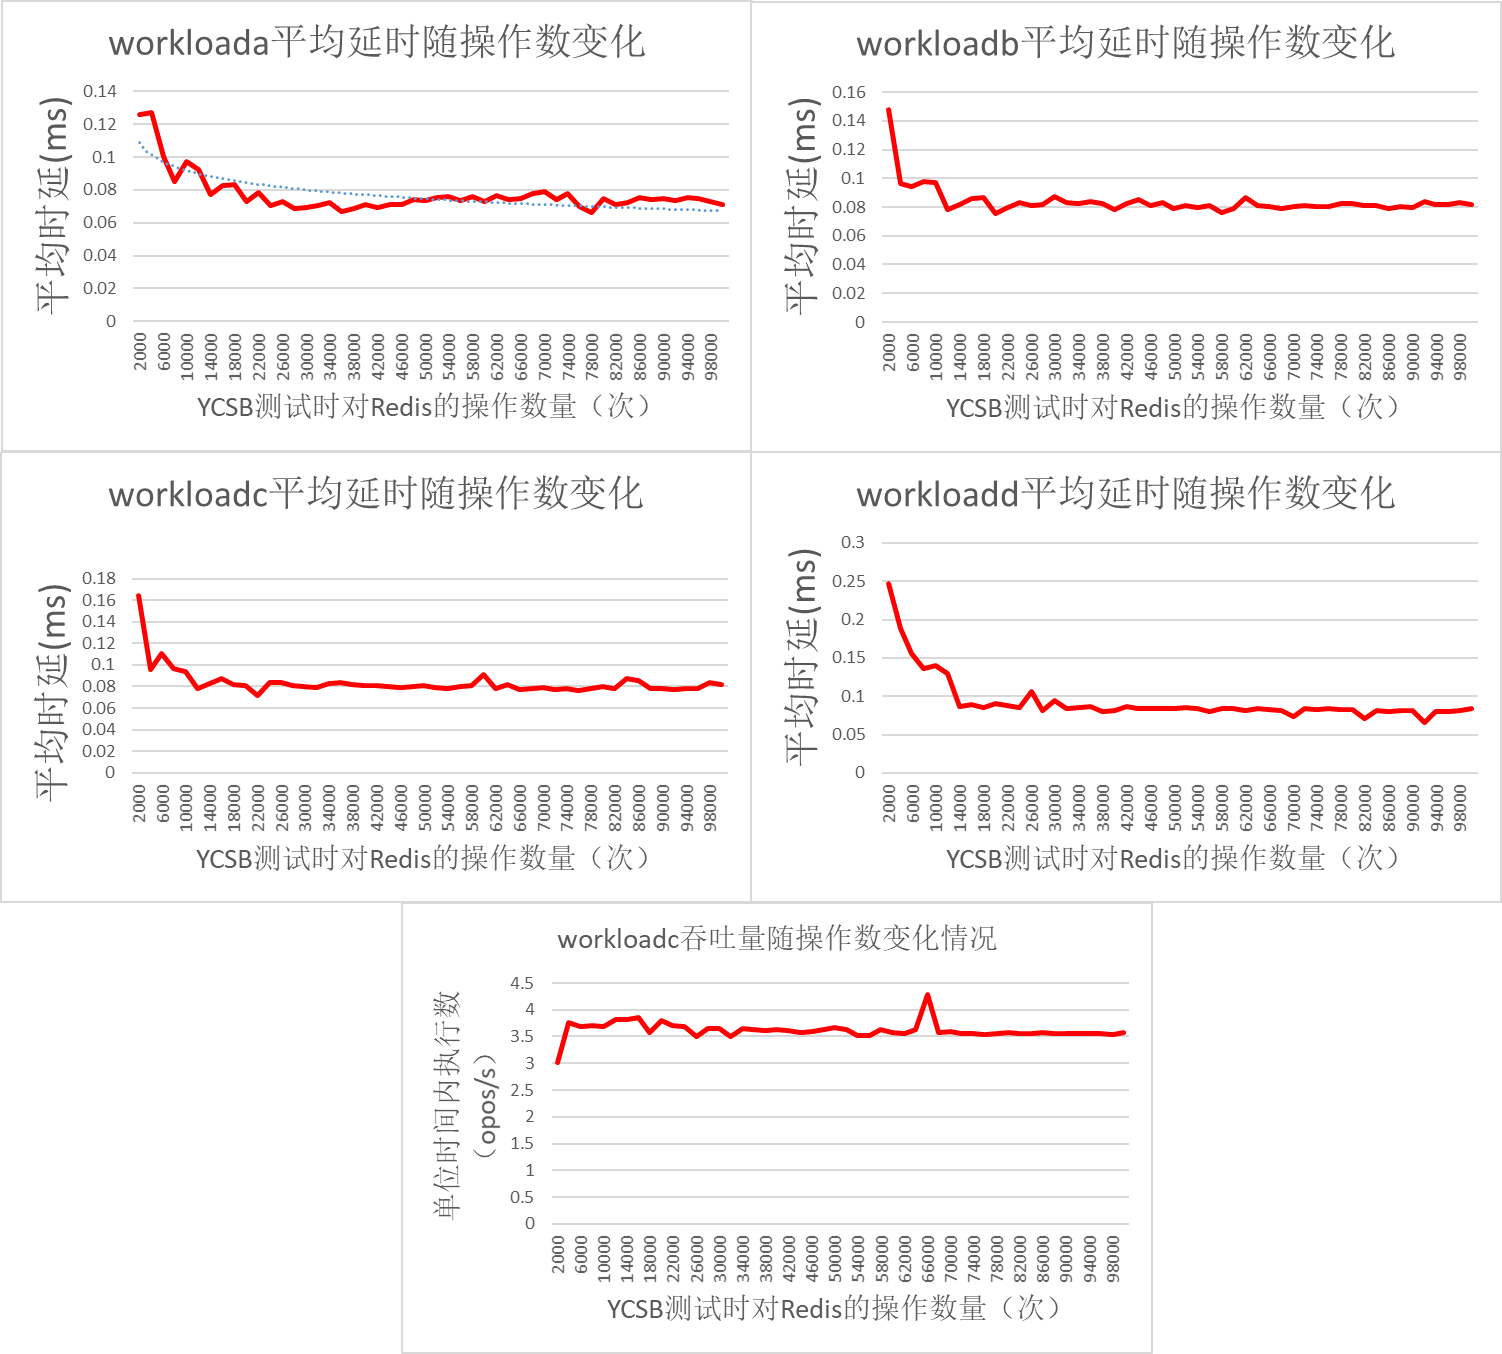 workloada平均延时随操作数变化
平均时延(ms)
0.14
0.12
0.1
0.08
0.06
0.04
0.02
0
2000 6000 10000 14000 18000 22000 26000 30000 34000 38000 42000 46000 50000 54000 58000 62000 66000 70000 74000 78000 82000 86000 90000 94000 98000
YCSB测试时对Redis的操作数量（次）
workloadb平均延时随操作数变化
平均时延(ms)
0.16
0.14
0.12
0.1
0.08
0.06
0.04
0.02
0
2000 6000 10000 14000 18000 22000 26000 30000 34000 38000 42000 46000 50000 54000 58000 62000 66000 70000 74000 78000 82000 86000 90000 94000 98000
YCSB测试时对Redis的操作数量（次）
workloadc平均延时随操作数变化
平均时延(ms)
0.18
0.16
0.14
0.12
0.1
0.08
0.06
0.04
0.02
0
2000 6000 10000 14000 18000 22000 26000 30000 34000 38000 42000 46000 50000 54000 58000 62000 66000 70000 74000 78000 82000 86000 90000 94000 98000
YCSB测试时对Redis的操作数量（次）
workloadd平均延时随操作数变化
平均时延(ms)
0.3
0.25
0.2
0.15
0.1
0.05
0
2000 6000 10000 14000 18000 22000 26000 30000 34000 38000 42000 46000 50000 54000 58000 62000 66000 70000 74000 78000 82000 86000 90000 94000 98000
YCSB测试时对Redis的操作数量（次）
workloadc吞吐量随操作数变化情况
单位时间内执行数
（opos/s）
4.5
4
3.5
3
2.5
2
1.5
1
0.5
0
2000 6000 10000 14000 18000 22000 26000 30000 34000 38000 42000 46000 50000 54000 58000 62000 66000 70000 74000 78000 82000 86000 90000 94000 98000
YCSB测试时对Redis的操作数量（次）